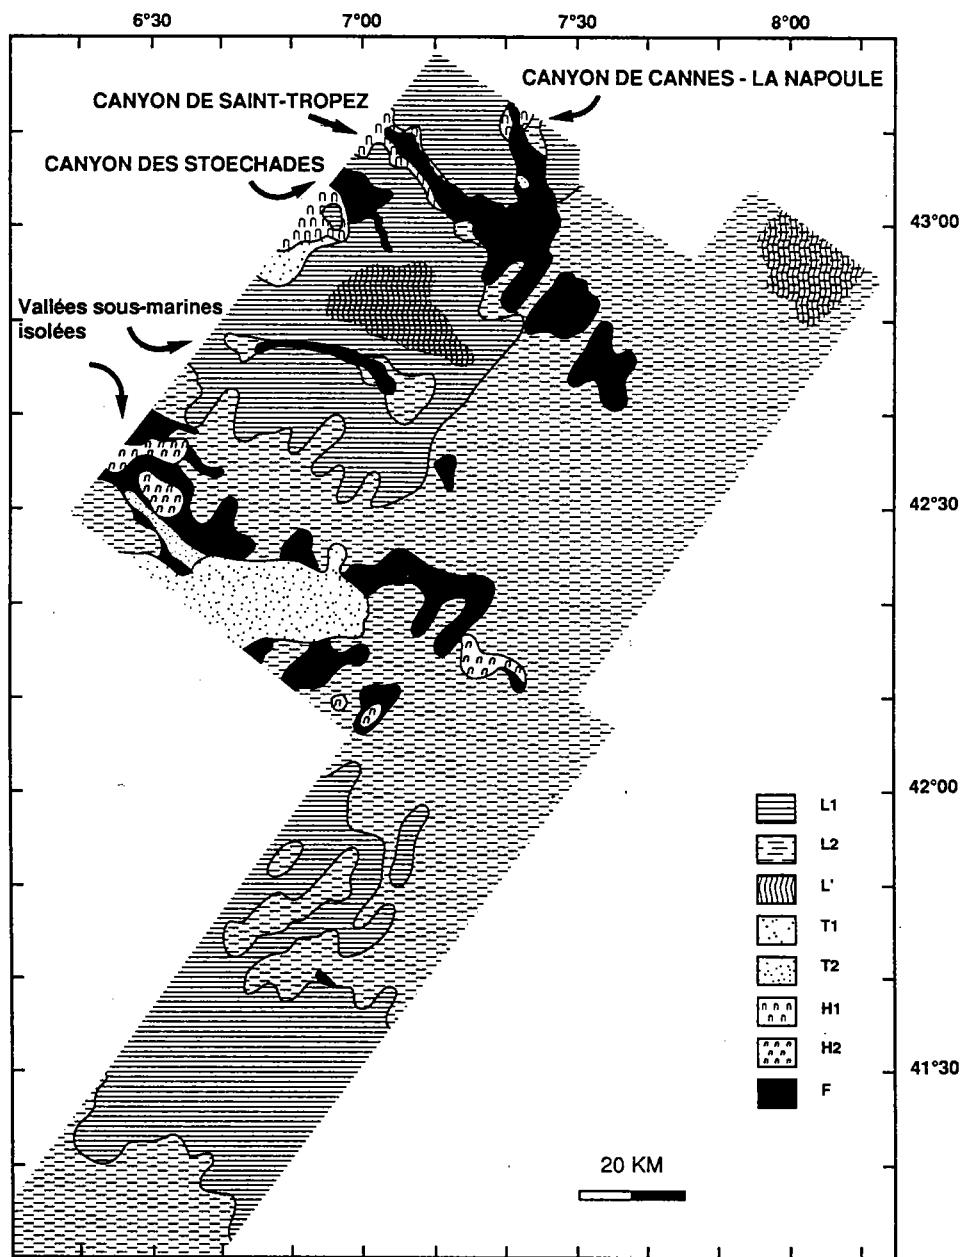 6°30 7°00 7°30 8°00
CANYON DE CANNES - LA NAPOULE
CANYON DE SAINT-TROPEZ
CANYON DES STOECHADES
43°00
Vallées sous-marines
isolées
42°30
42°00
L1
L2
L'
T1
T2
H1
H2
41°30
F
20 KM